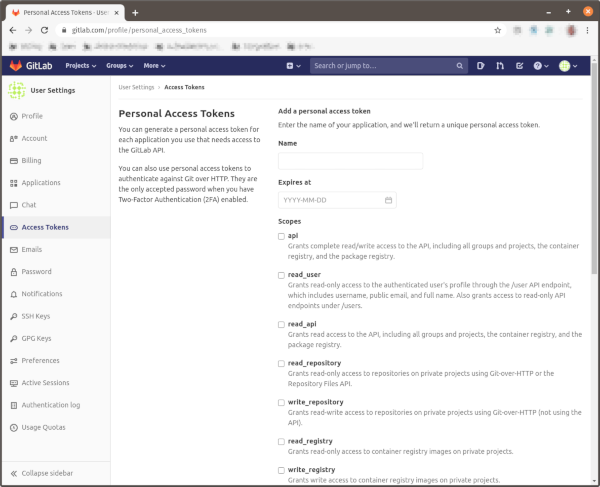 Personal Access Tokens · User
gitlab.com/profile/personal_access_tokens
GitLab
Projects
Groups
More
Search or jump to...
User Settings
User Settings › Access Tokens
Profile
Account
Billing
Applications
Chat
Access Tokens
Emails
Password
Notifications
SSH Keys
GPG Keys
Preferences
Active Sessions
Authentication log
Usage Quotas
Collapse sidebar
Personal Access Tokens
You can generate a personal access token for
each application you use that needs access to
the GitLab API.
You can also use personal access tokens to
authenticate against Git over HTTP. They are
the only accepted password when you have
Two-Factor Authentication (2FA) enabled.
Add a personal access token
Enter the name of your application, and we'll return a unique personal access token.
Name
Expires at
YYYY-MM-DD
Scopes
api
Grants complete read/write access to the API, including all groups and projects, the container
registry, and the package registry.
read_user
Grants read-only access to the authenticated user's profile through the /user API endpoint,
which includes username, public email, and full name. Also grants access to read-only API
endpoints under /users.
read_api
Grants read access to the API, including all groups and projects, the container registry, and the
package registry.
read_repository
Grants read-only access to repositories on private projects using Git-over-HTTP or the
Repository Files API.
write_repository
Grants read-write access to repositories on private projects using Git-over-HTTP (not using the
API).
read_registry
Grants read-only access to container registry images on private projects.
write_registry
Grants write access to container registry images on private projects.